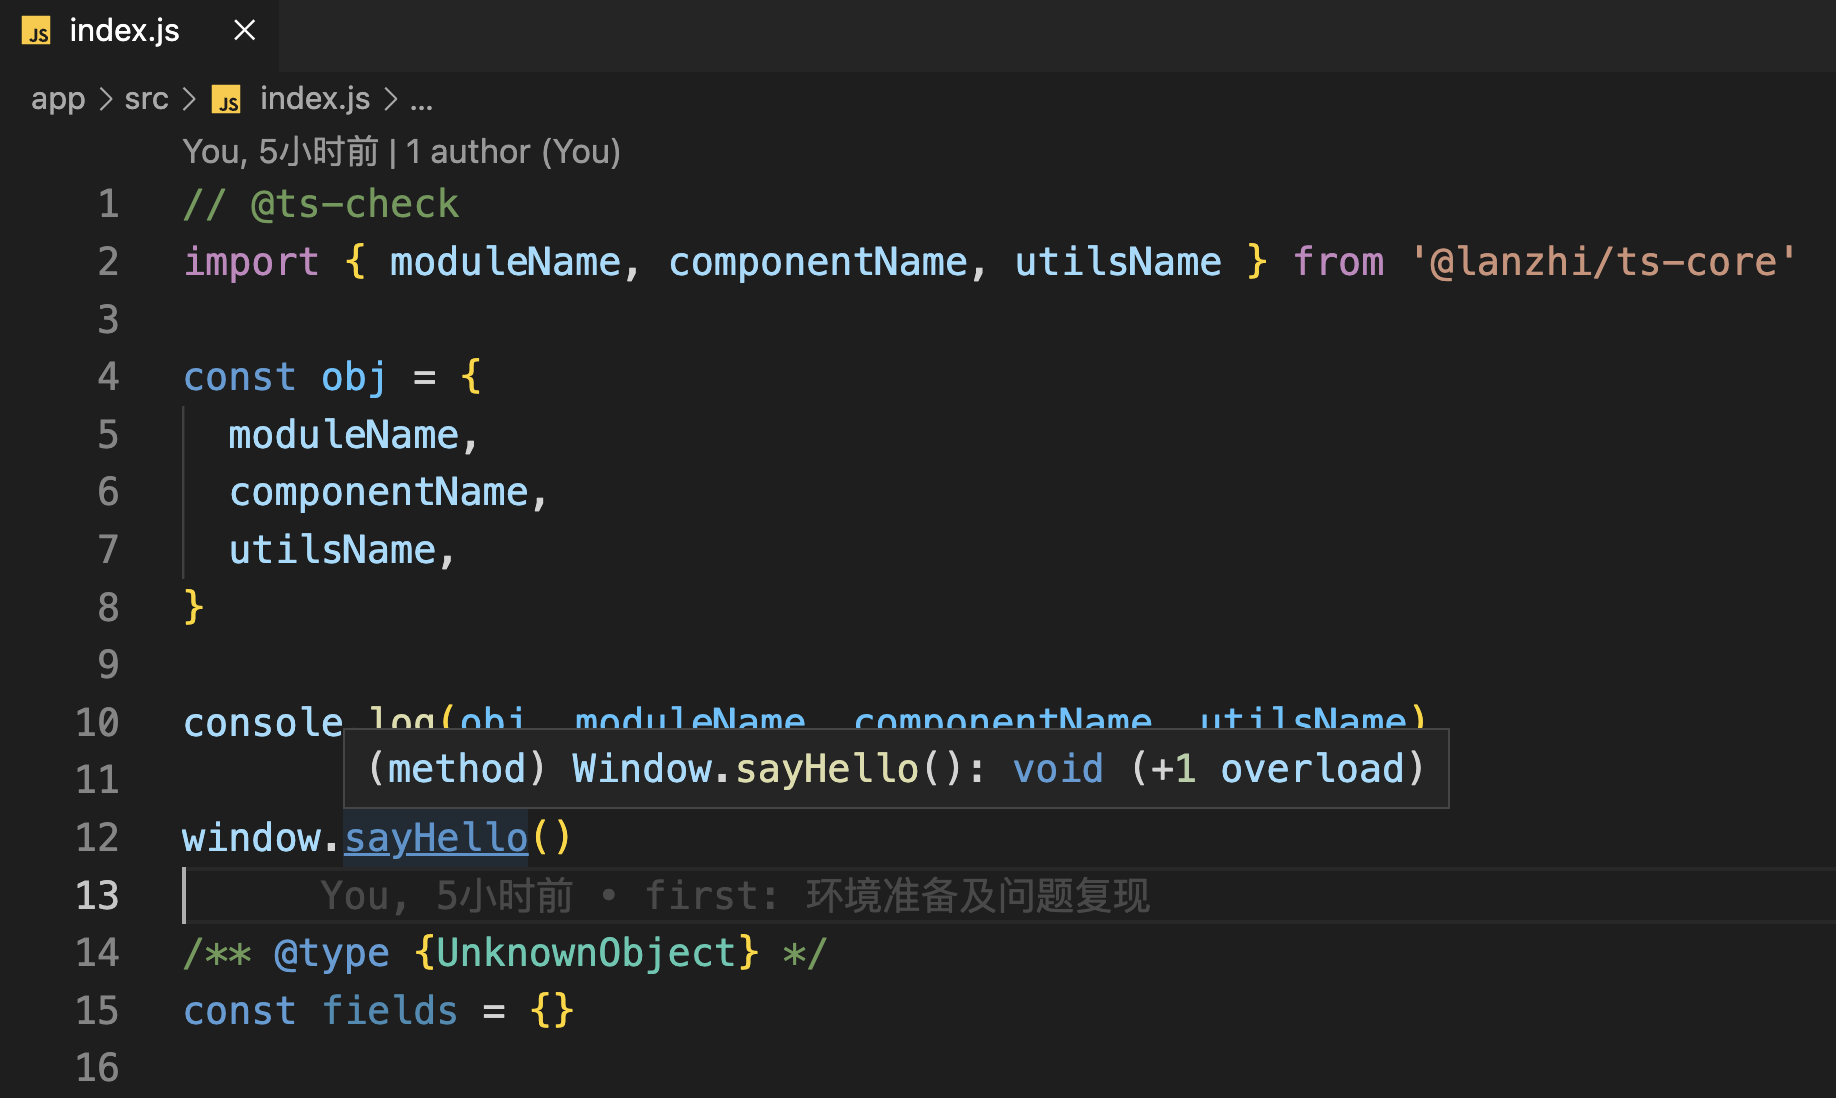 JS index.js
app > src > JS index.js > ...
You, 5小时前 | 1 author (You)
1 // @ts-check
2 import { moduleName, componentName, utilsName } from '@lanzhi/ts-core'
3
4 const obj = {
5 moduleName,
6 componentName,
7 utilsName,
8 }
9
10 console.log(obj, moduleName, componentName, utilsName)
(method) Window.sayHello(): void (+1 overload)
11
12 window.sayHello()
13 You, 5小时前 • first: 环境准备及问题复现
14 /** @type {UnknownObject} */
15 const fields = {}
16